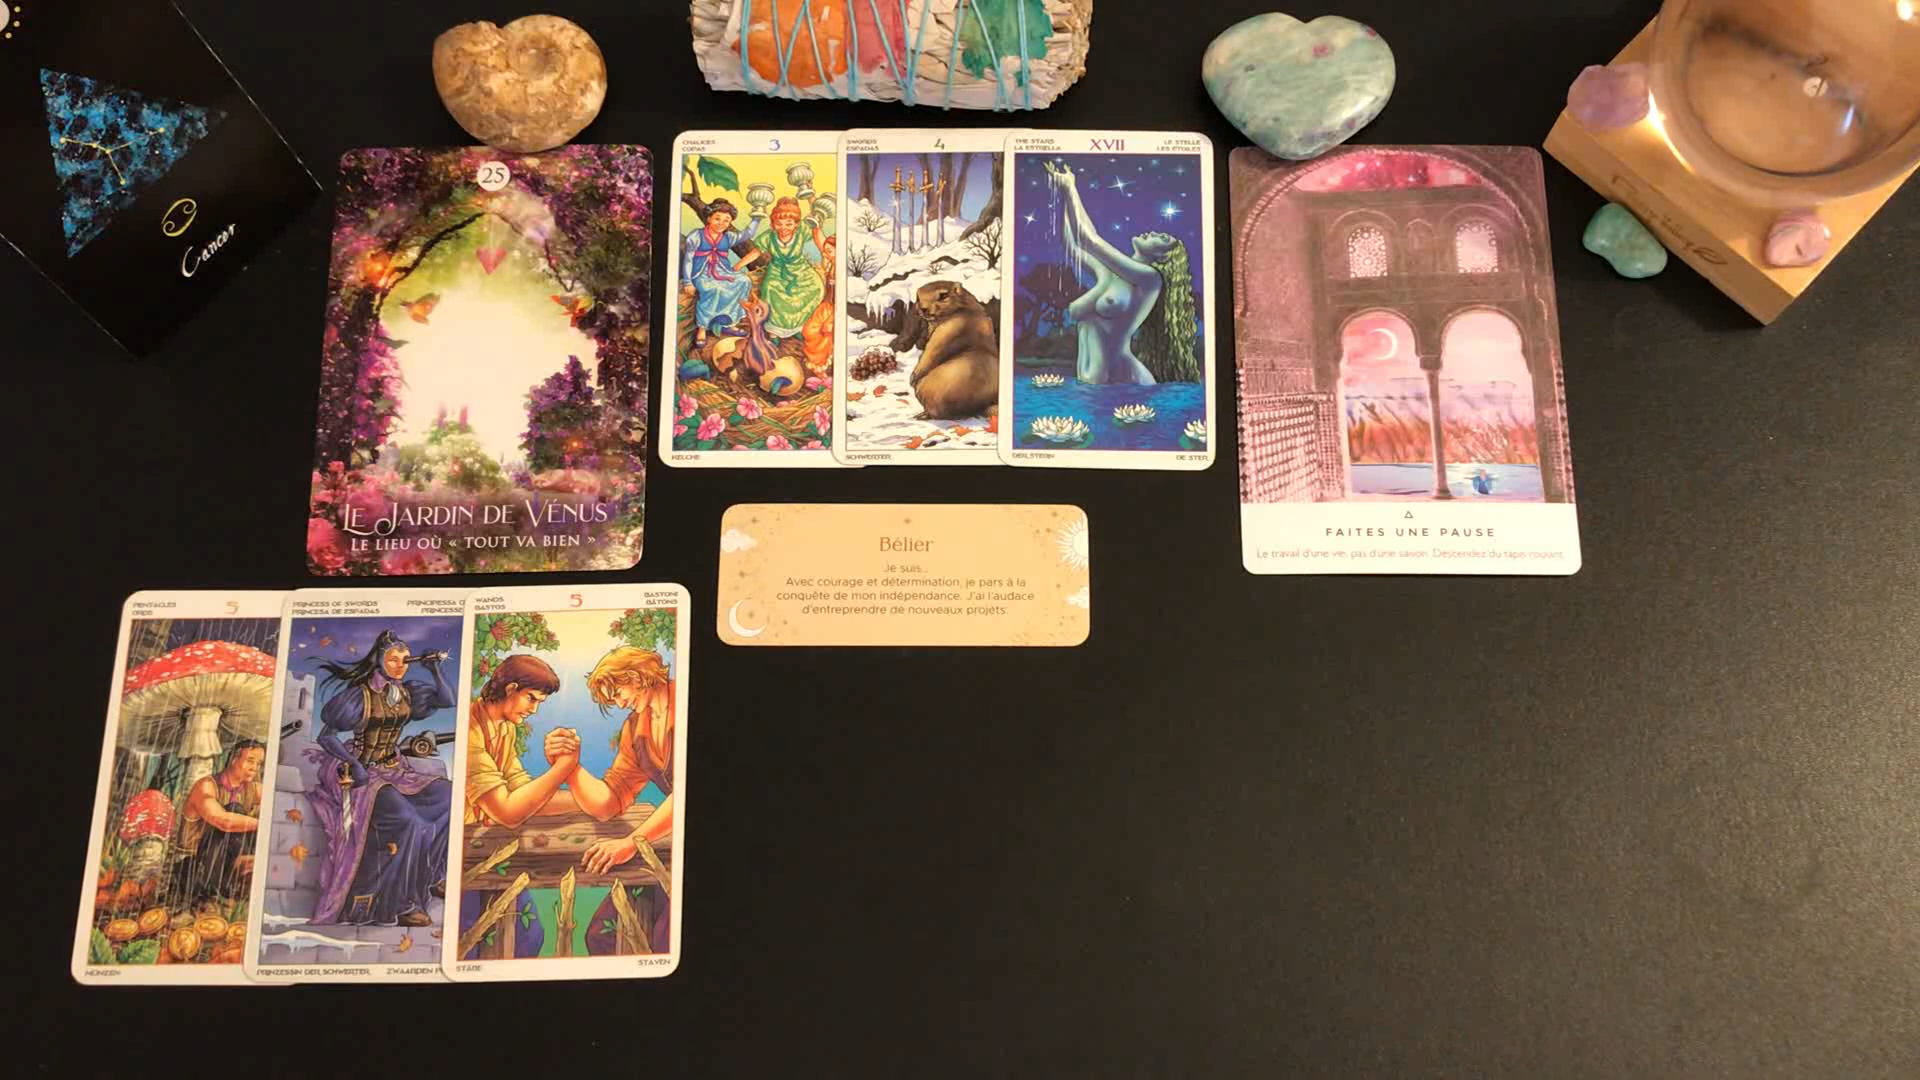 Cancer
25
LE JARDIN DE VÉNUS
LE LIEU OÙ « TOUT VA BIEN »
CHALICES
COPAS
3
KELCHE
SWORDS
ESPADAS
4
SCHWERTER
THE STARS
LA ESTRELLA
XVII
LE STELLE
LES ÉTOILES
DER STERN
DE STER
FAITES UNE PAUSE
Le travail d'une vie, pas d'une saison. Descendez du tapis roulant.
Bélier
Je suis...
Avec courage et détermination, je pars à la
conquête de mon indépendance. J'ai l'audace
d'entreprendre de nouveaux projets.
PENTACLES
OROS
5
MÜNZEN
PRINCESS OF SWORDS
PRINCESA DE ESPADAS
PRINCIPESSA
PRINCESSE
PRINZESSIN DER SCHWERTER
ZWAARDEN
WANDS
BASTOS
5
BASTONI
BÂTONS
STÄBE
STAVEN